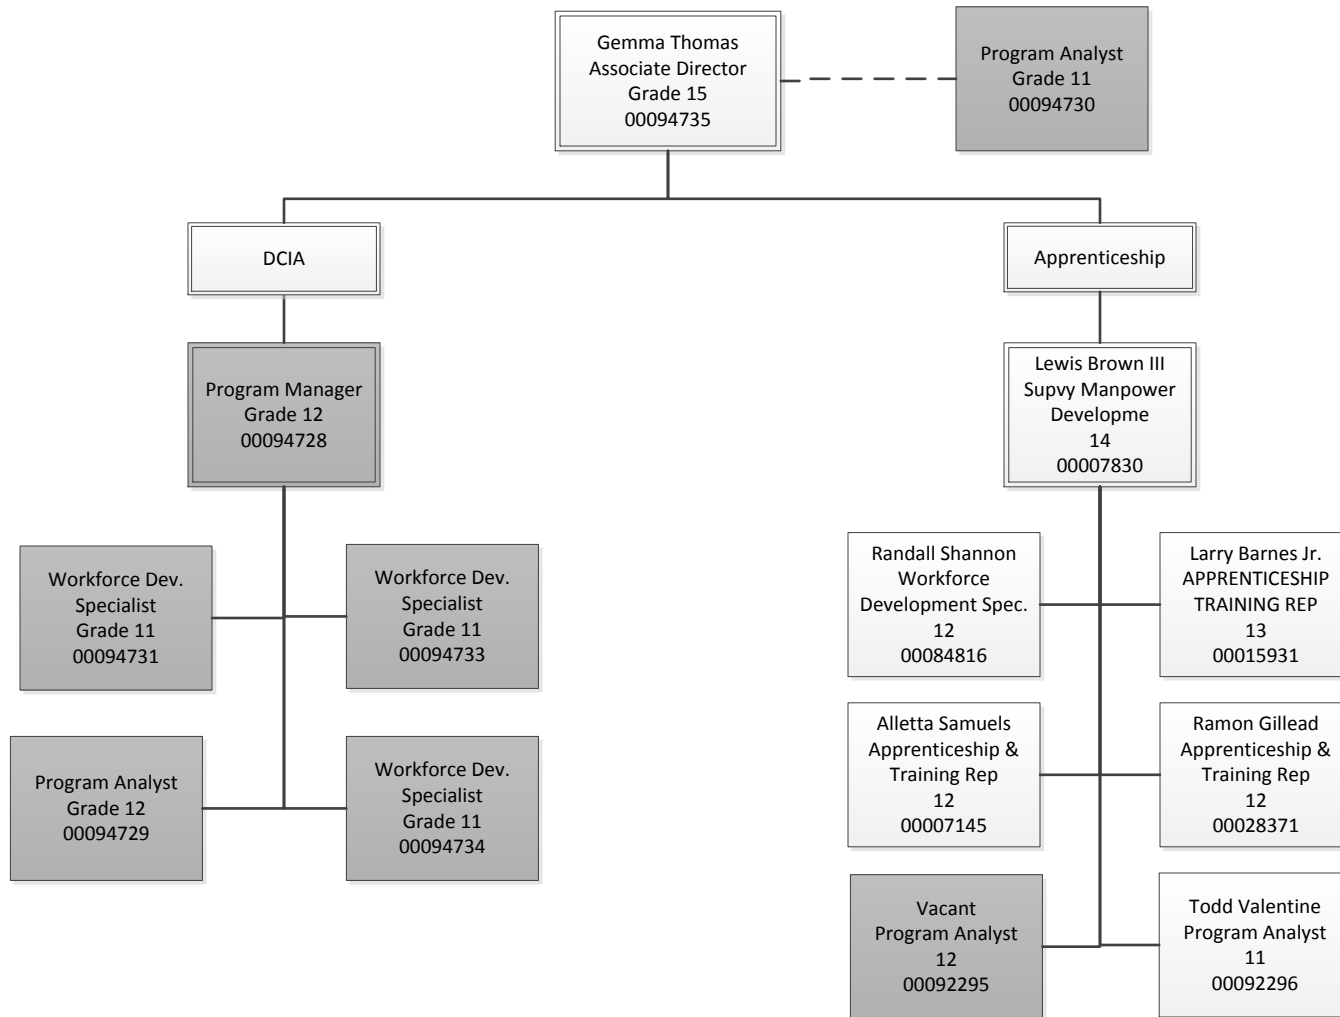 Gemma Thomas
Associate Director
Grade 15
00094735
Program Analyst
Grade 11
00094730
DCIA
Apprenticeship
Program Manager
Grade 12
00094728
Lewis Brown III
Supvy Manpower
Developme
14
00007830
Workforce Dev.
Specialist
Grade 11
00094731
Workforce Dev.
Specialist
Grade 11
00094733
Randall Shannon
Workforce
Development Spec.
12
00084816
Larry Barnes Jr.
APPRENTICESHIP
TRAINING REP
13
00015931
Program Analyst
Grade 12
00094729
Workforce Dev.
Specialist
Grade 11
00094734
Alletta Samuels
Apprenticeship &
Training Rep
12
00007145
Ramon Gillead
Apprenticeship &
Training Rep
12
00028371
Vacant
Program Analyst
12
00092295
Todd Valentine
Program Analyst
11
00092296